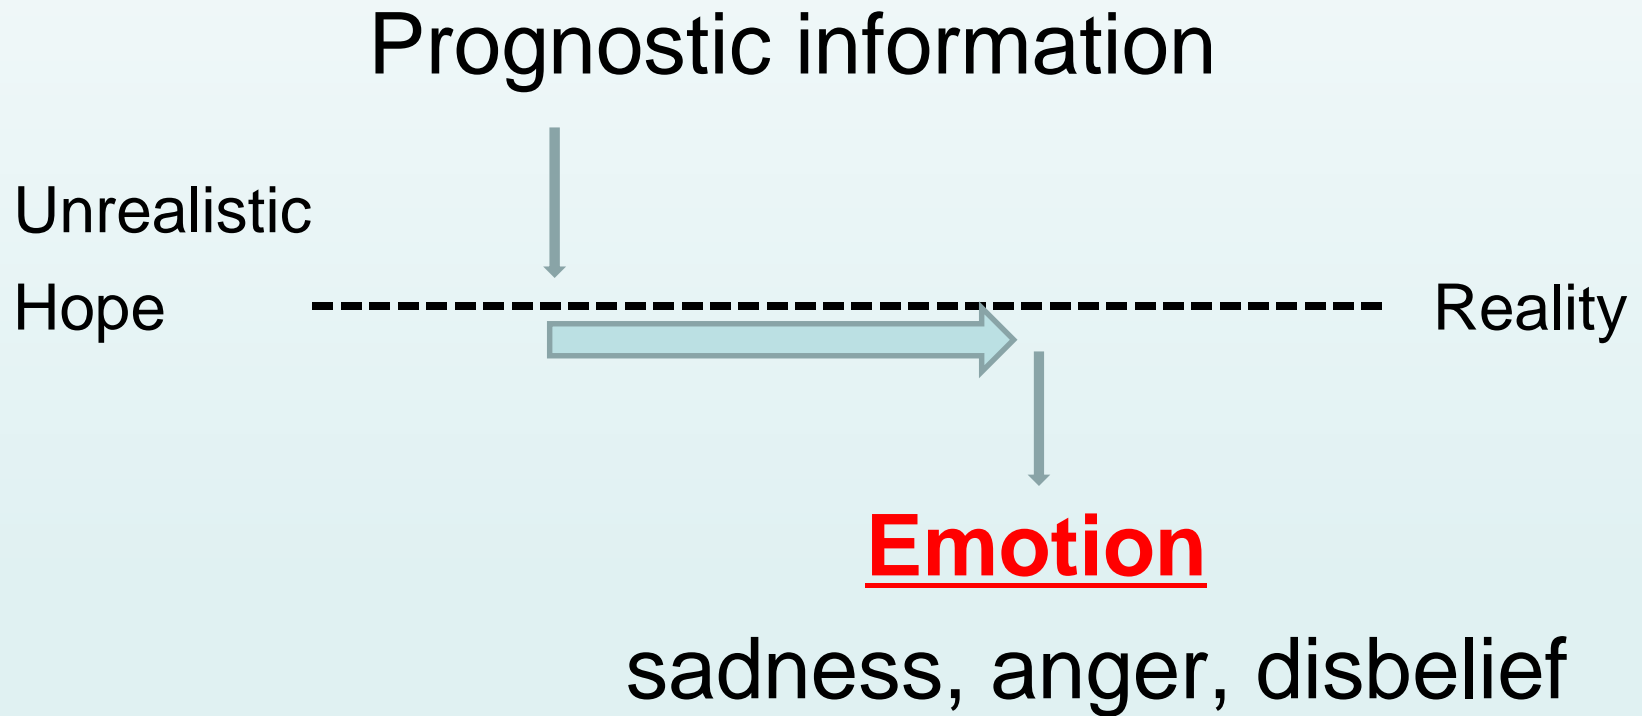 Prognostic information
Unrealistic
Hope
Reality
Emotion
sadness, anger, disbelief